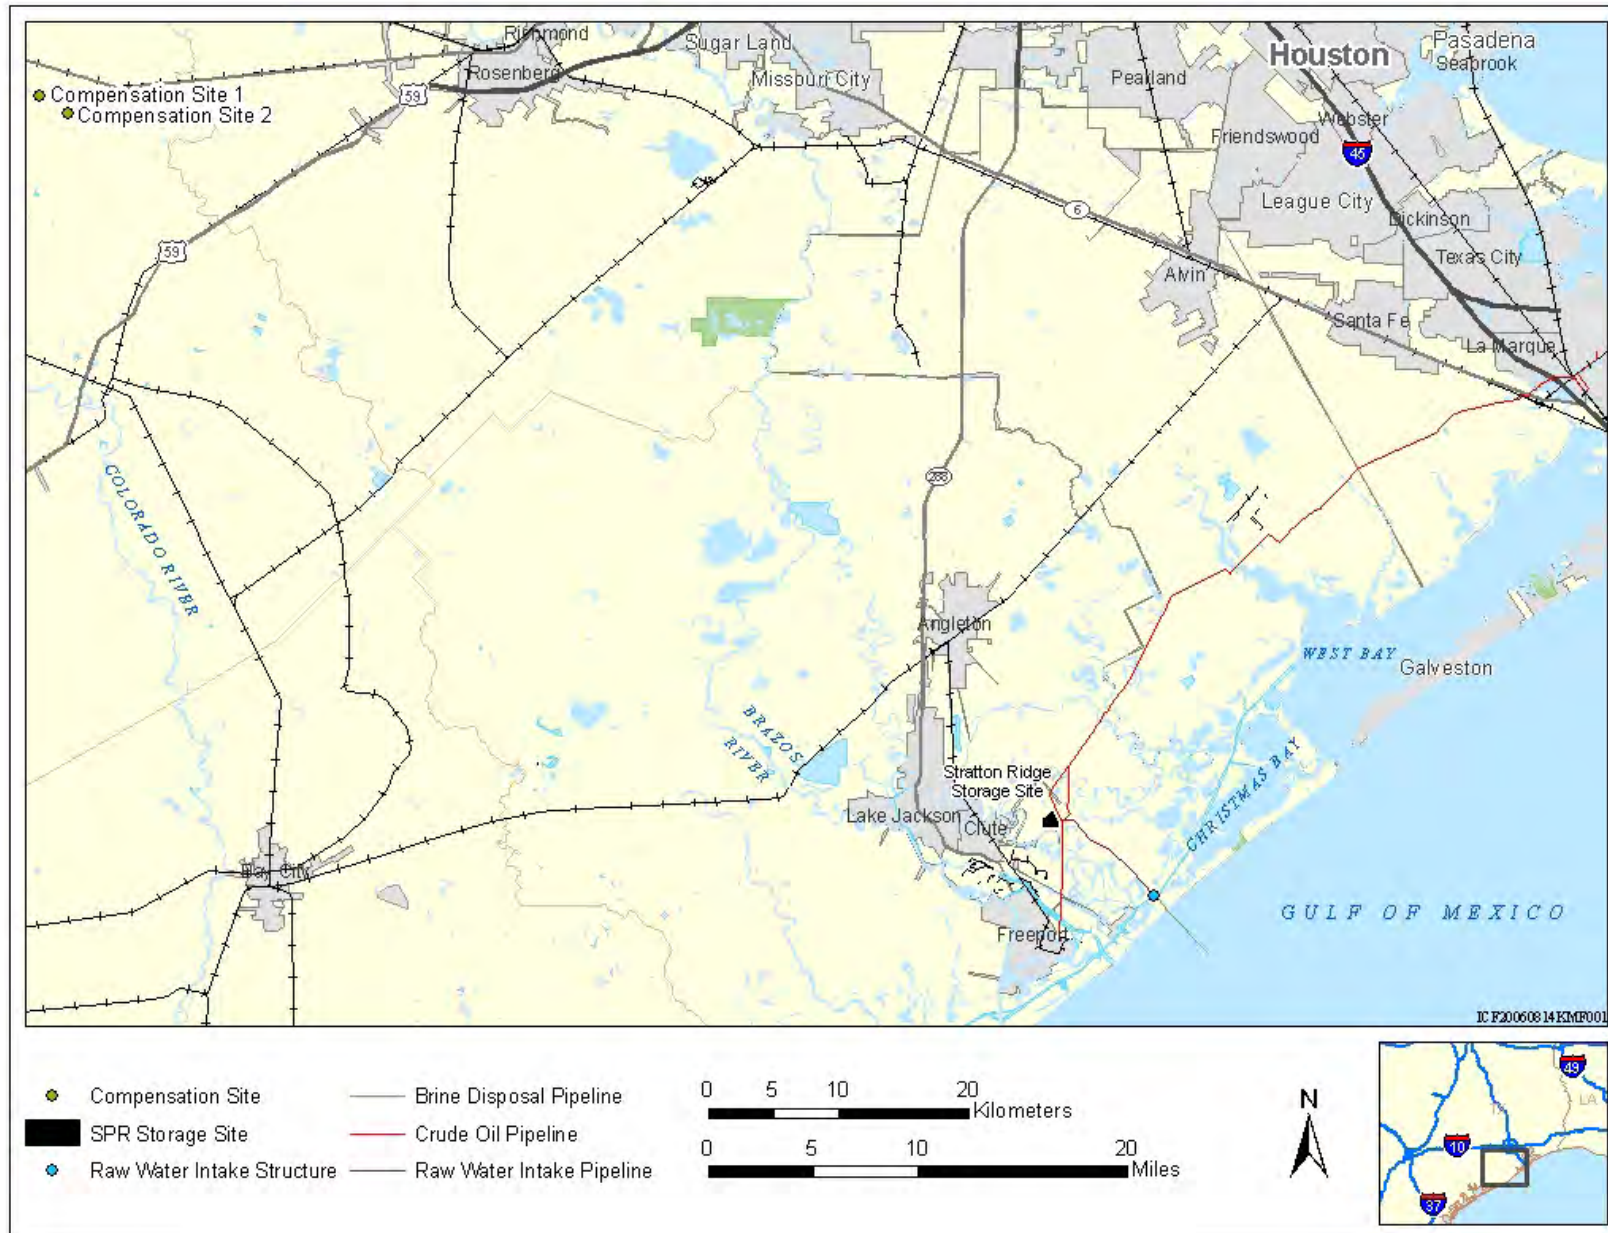 Richmond
Sugar Land
Houston
Pasadena
Seabrook
Rosenberg
Missouri City
Pearland
59
Compensation Site 1
Compensation Site 2
Webster
Friendswood
45
League City
6
Dickinson
59
Texas City
Alvin
Santa Fe
La Marque
288
COLORADO RIVER
Angleton
WEST BAY
Galveston
BRAZOS
RIVER
Stratton Ridge
Storage Site
CHRISTMAS BAY
Lake Jackson
Clute
Bay City
GULF OF MEXICO
Freeport
ICF20060814KMF001
Compensation Site
SPR Storage Site
Raw Water Intake Structure
Brine Disposal Pipeline
Crude Oil Pipeline
Raw Water Intake Pipeline
0 5 10 20
Kilometers
0 5 10 20
Miles
N
49
TX
LA
10
37